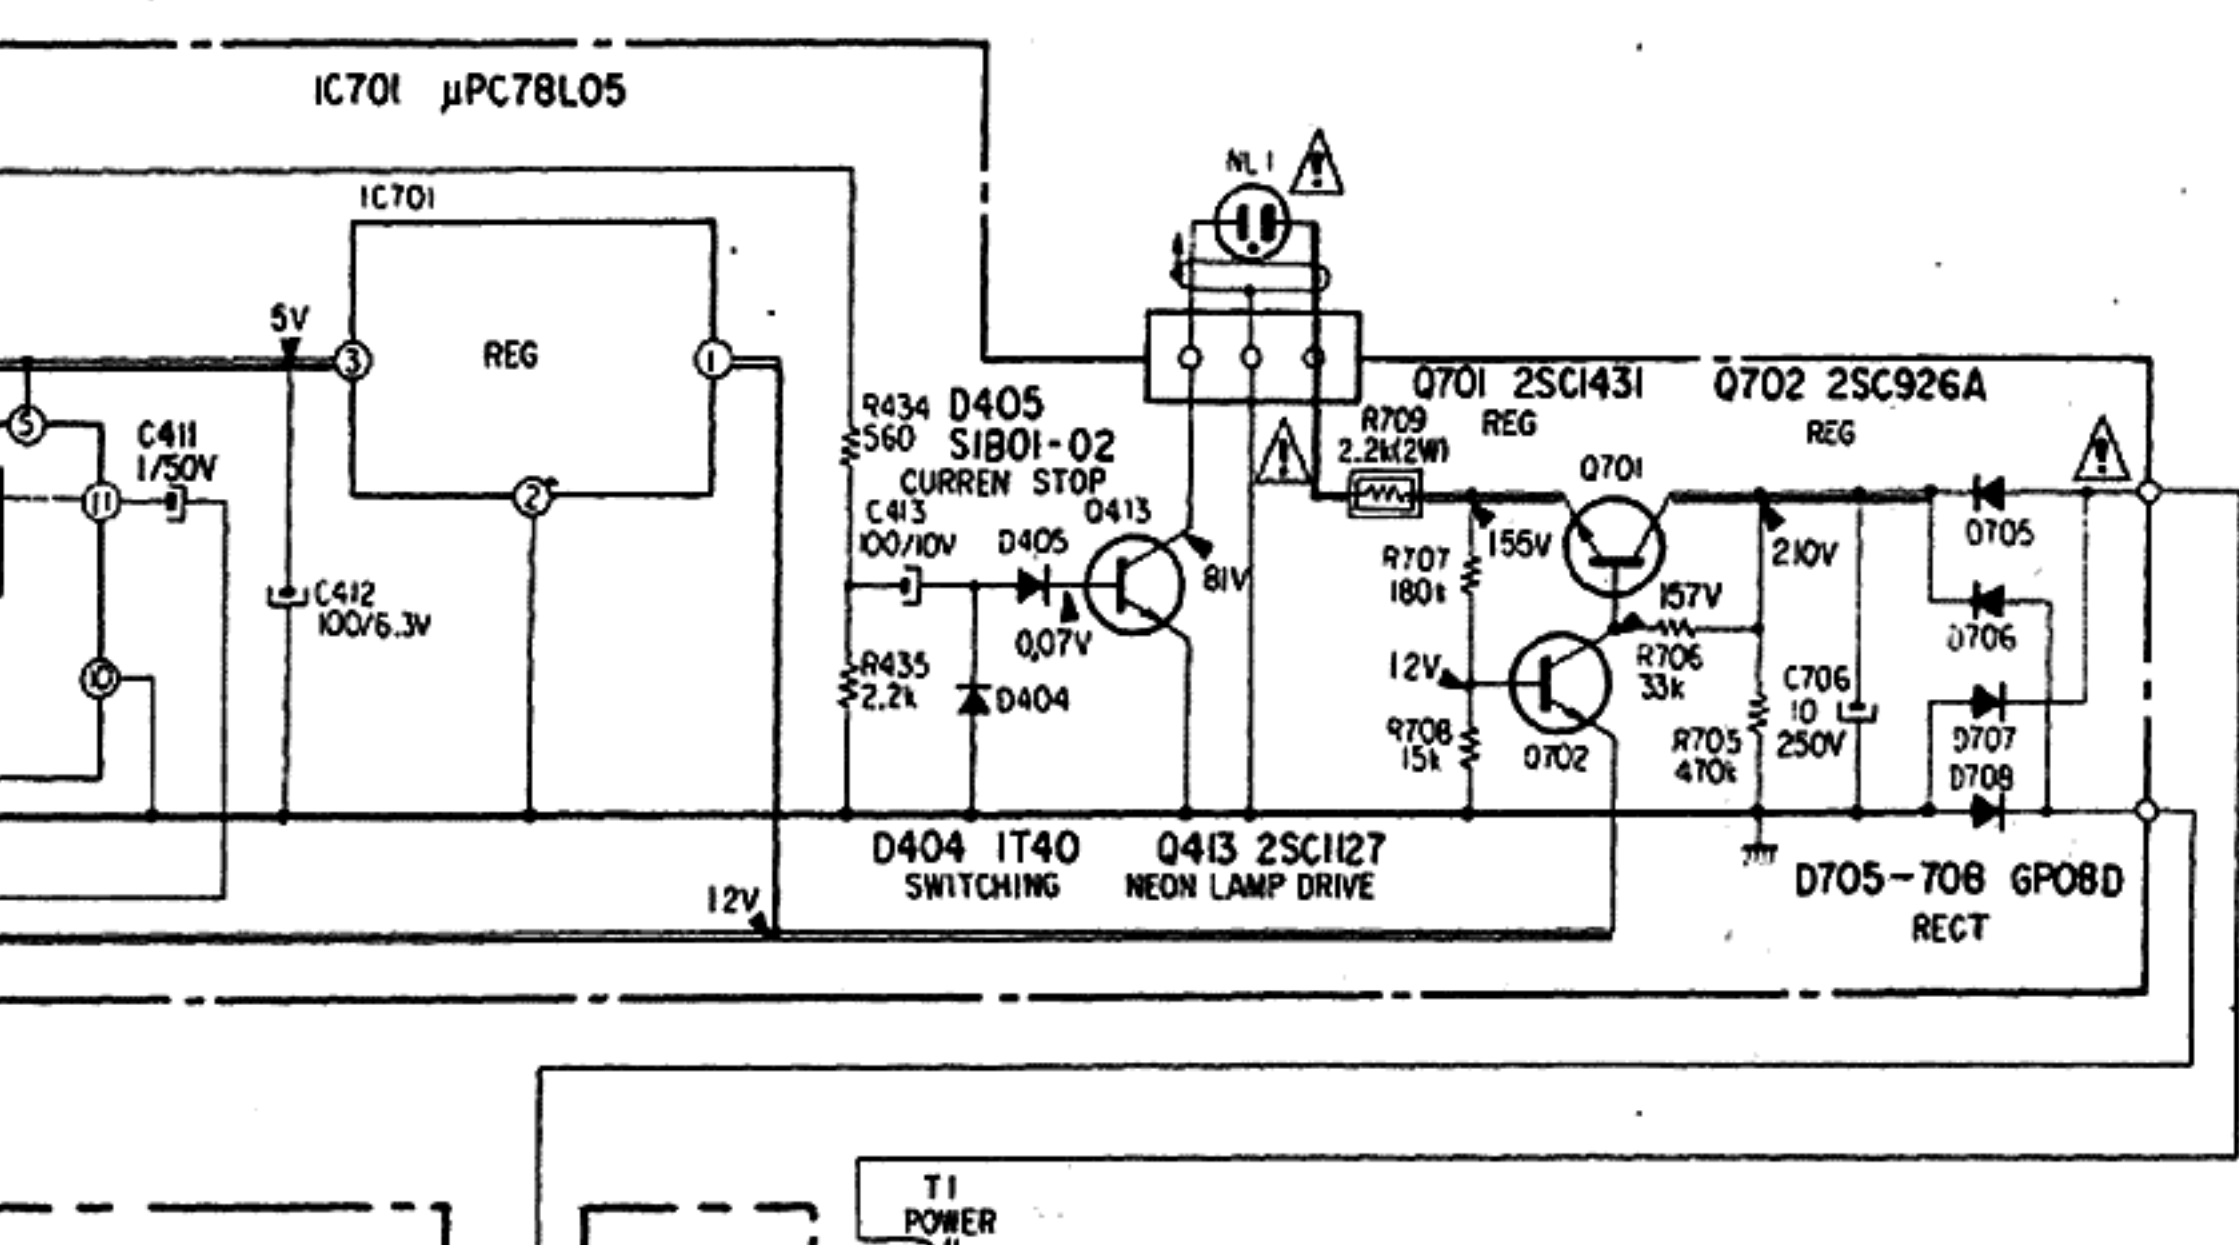 IC701 µPC78L05
NL1
IC701
5V
3
REG
1
5
C411
1/50V
11
2
C412
100/6.3V
10
R434
560
D405
S1B01-02
CURREN STOP
C413
100/10V
D405
Q413
0.07V
81V
R435
2.2k
D404
Q701 2SC1431
REG
Q702 2SC926A
REG
R709
2.2k(2W)
Q701
155V
210V
D705
R707
180k
157V
D706
12V
R706
33k
C706
10
250V
R708
15k
Q702
R705
470k
D707
D708
D404 1T40
SWITCHING
Q413 2SC1127
NEON LAMP DRIVE
12V
D705-708 GP08D
RECT
T1
POWER